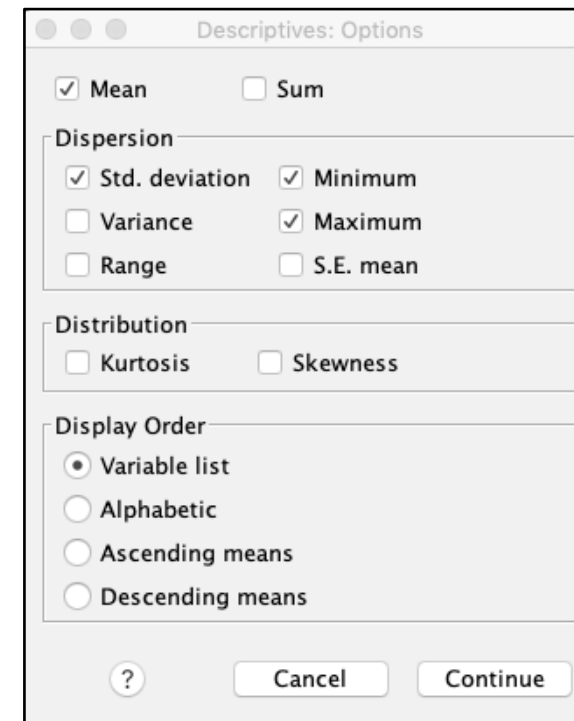 Descriptives: Options
Mean Sum
Dispersion
Std. deviation Minimum
Variance Maximum
Range S.E. mean
Distribution
Kurtosis Skewness
Display Order
Variable list
Alphabetic
Ascending means
Descending means
? Cancel Continue